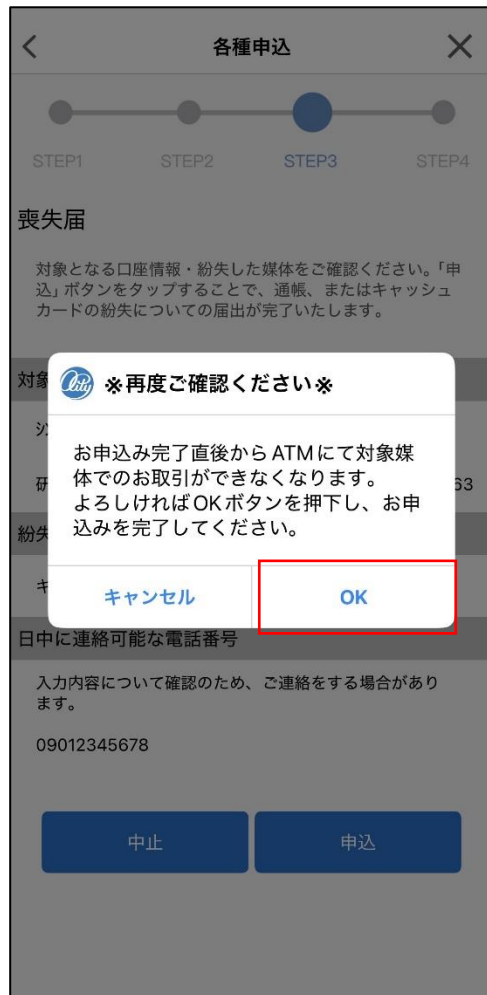 各種申込
STEP1 STEP2 STEP3 STEP4
喪失届
対象となる口座情報・紛失した媒体をご確認ください。「申
込」ボタンをタップすることで、通帳、またはキャッシュ
カードの紛失についての届出が完了いたします。
対象
※再度ご確認ください※
お申込み完了直後からATMにて対象媒
体でのお取引ができなくなります。
よろしければOKボタンを押下し、お申
込みを完了してください。
研
63
紛失
キ
キャンセル OK
日中に連絡可能な電話番号
入力内容について確認のため、ご連絡をする場合があり
ます。
09012345678
中止 申込